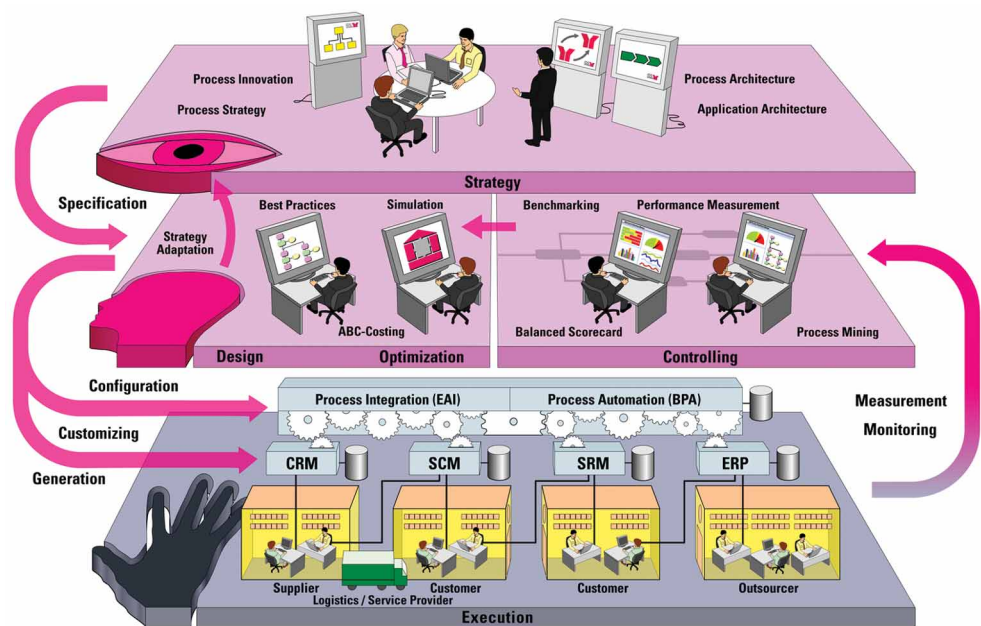 Process Innovation
Process Strategy
Process Architecture
Application Architecture
Strategy
Specification
Best Practices
Simulation
Benchmarking
Performance Measurement
Strategy
Adaptation
ABC-Costing
Balanced Scorecard
Process Mining
Design
Optimization
Controlling
Configuration
Process Integration (EAI)
Process Automation (BPA)
Measurement
Customizing
Monitoring
CRM
SCM
SRM
ERP
Generation
Supplier
Customer
Customer
Outsourcer
Logistics / Service Provider
Execution